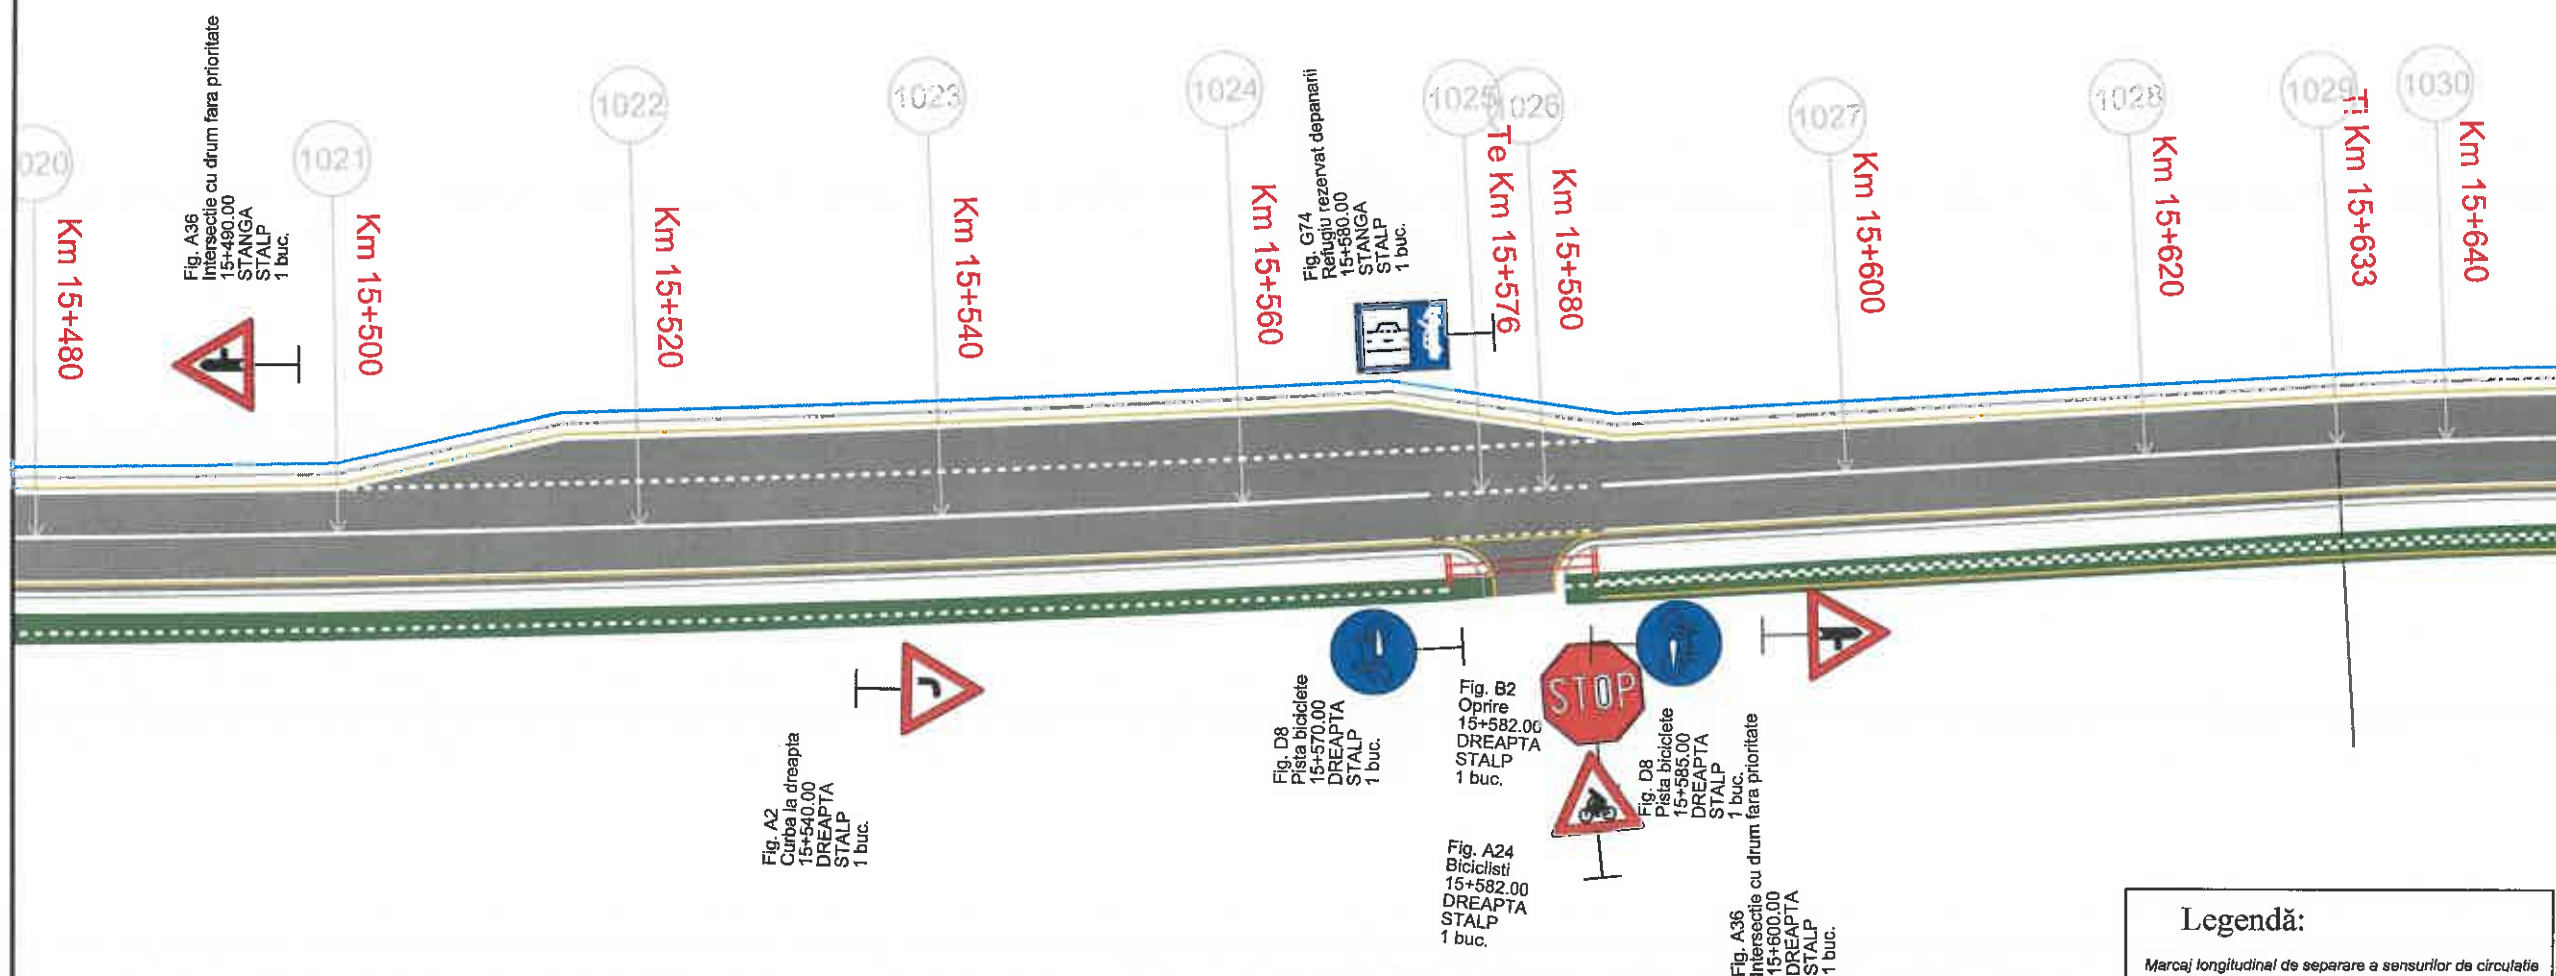 020
1021
1022
1023
1024
1025
1026
1027
1028
1029
1030
Km 15+480
Km 15+500
Km 15+520
Km 15+540
Km 15+560
Te Km 15+576
Km 15+580
Km 15+600
Km 15+620
Ti Km 15+633
Km 15+640
Fig. A36
Intersectie cu drum fara prioritate
15+490.00
STANGA
STALP
1 buc.
Fig. G74
Refugiu rezervat depanarii
15+580.00
STANGA
STALP
1 buc.
Fig. A2
Curba la dreapta
15+540.00
DREAPTA
STALP
1 buc.
Fig. D8
Pista biciclete
15+570.00
DREAPTA
STALP
1 buc.
Fig. B2
Oprire
15+582.00
DREAPTA
STALP
1 buc.
STOP
Fig. D8
Pista biciclete
15+585.00
DREAPTA
STALP
1 buc.
Fig. A24
Biciclisti
15+582.00
DREAPTA
STALP
1 buc.
Fig. A36
Intersectie cu drum fara prioritate
15+600.00
DREAPTA
STALP
1 buc.
Legendă:
Marcaj longitudinal de separare a sensurilor de circulatie